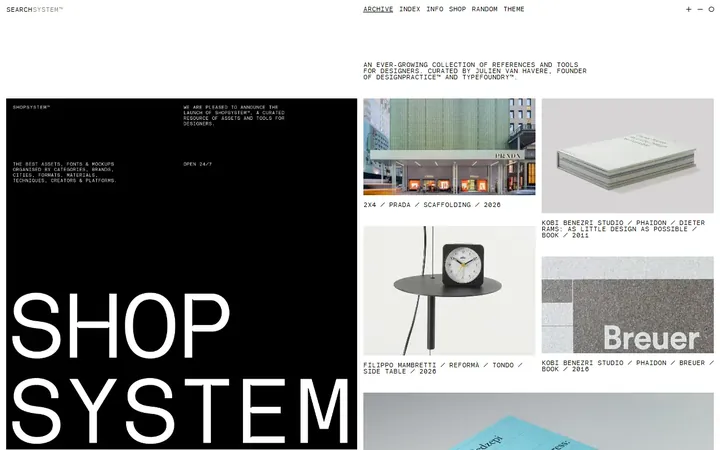 SEARCHSYSTEM™
ARCHIVE INDEX INFO SHOP RANDOM THEME
AN EVER-GROWING COLLECTION OF REFERENCES AND TOOLS
FOR DESIGNERS. CURATED BY JULIEN VAN HAVERE, FOUNDER
OF DESIGNPRACTICE™ AND TYPEFOUNDRY™.
SHOPSYSTEM™
WE ARE PLEASED TO ANNOUNCE THE
LAUNCH OF SHOPSYSTEM™, A CURATED
RESOURCE OF ASSETS AND TOOLS FOR
DESIGNERS.
THE BEST ASSETS, FONTS & MOCKUPS
ORGANISED BY CATEGORIES, BRANDS,
CITIES, FORMATS, MATERIALS,
TECHNIQUES, CREATORS & PLATFORMS.
OPEN 24/7
SHOP
SYSTEM
PRADA
2X4 / PRADA / SCAFFOLDING / 2026
KOBI BENEZRI STUDIO / PHAIDON / DIETER
RAMS: AS LITTLE DESIGN AS POSSIBLE /
BOOK / 2011
FILIPPO MAMBRETTI / REFORMA / TONDO /
SIDE TABLE / 2026
Breuer
KOBI BENEZRI STUDIO / PHAIDON / BREUER /
BOOK / 2016